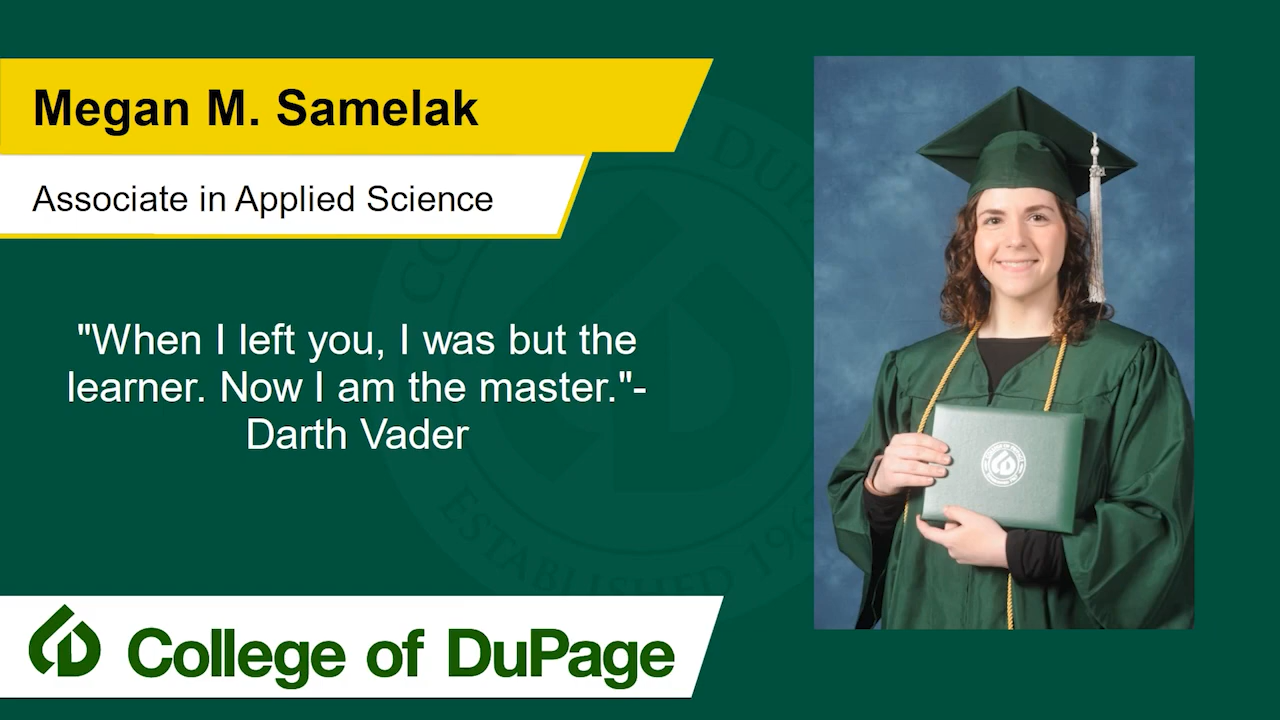 Megan M. Samelak
Associate in Applied Science
"When I left you, I was but the
learner. Now I am the master."-
Darth Vader
College of DuPage